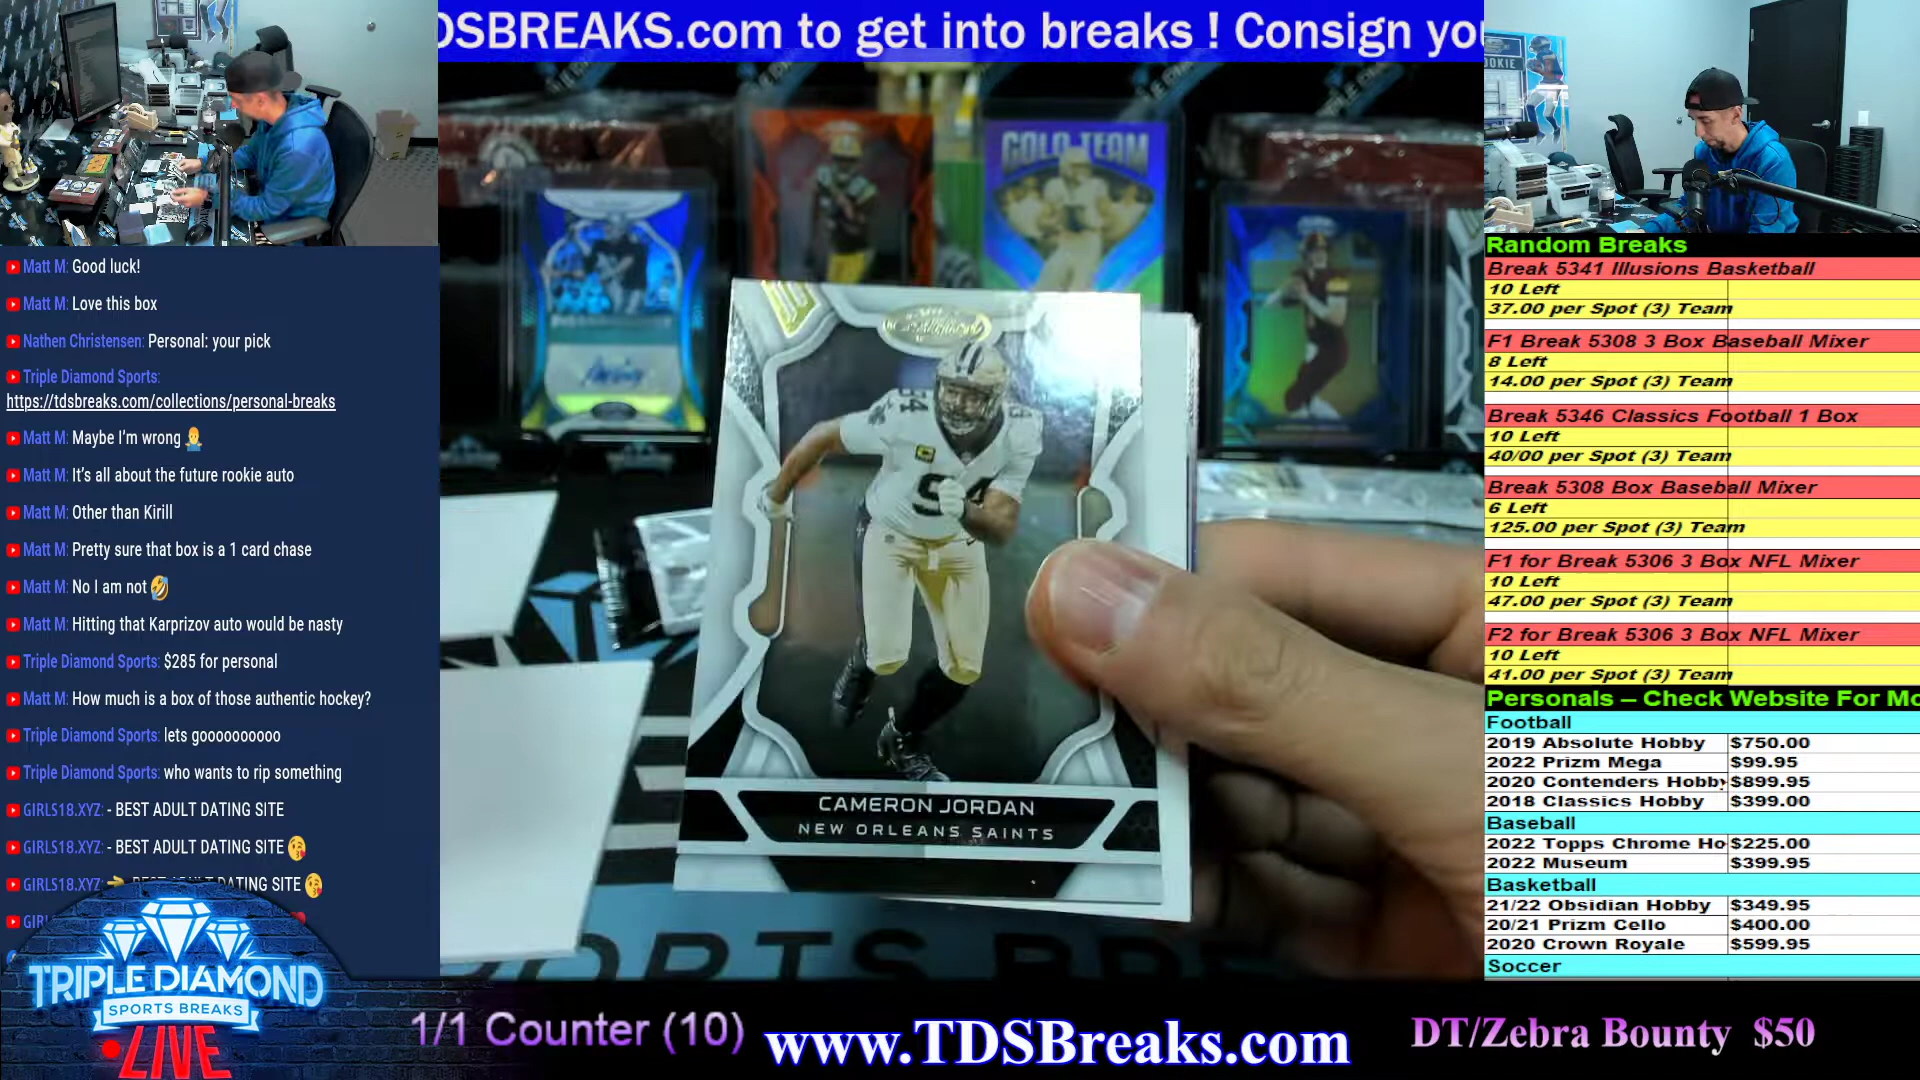 DSBREAKS.com to get into breaks ! Consign you
Matt M: Good luck!
Matt M: Love this box
Nathen Christensen: Personal: your pick
Triple Diamond Sports:
https://tdsbreaks.com/collections/personal-breaks
Matt M: Maybe I'm wrong 🤷‍♂️
Matt M: It's all about the future rookie auto
Matt M: Other than Kirill
Matt M: Pretty sure that box is a 1 card chase
Matt M: No I am not 🤣
Matt M: Hitting that Karprizov auto would be nasty
Triple Diamond Sports: $285 for personal
Matt M: How much is a box of those authentic hockey?
Triple Diamond Sports: lets goooooooooo
Triple Diamond Sports: who wants to rip something
GIRLS18.XYZ: - BEST ADULT DATING SITE
GIRLS18.XYZ: - BEST ADULT DATING SITE 😘
GIRLS18.XYZ: 👉 - BEST ADULT DATING SITE 😘
GIRL
TRIPLE DIAMOND
SPORTS BREAKS
LIVE
GOLD TEAM
94
CAMERON JORDAN
NEW ORLEANS SAINTS
SPORTS BRE
OOKIE
Random Breaks
Break 5341 Illusions Basketball
10 Left
37.00 per Spot (3) Team
F1 Break 5308 3 Box Baseball Mixer
8 Left
14.00 per Spot (3) Team
Break 5346 Classics Football 1 Box
10 Left
40/00 per Spot (3) Team
Break 5308 Box Baseball Mixer
6 Left
125.00 per Spot (3) Team
F1 for Break 5306 3 Box NFL Mixer
10 Left
47.00 per Spot (3) Team
F2 for Break 5306 3 Box NFL Mixer
10 Left
41.00 per Spot (3) Team
Personals – Check Website For Mo
Football
2019 Absolute Hobby $750.00
2022 Prizm Mega $99.95
2020 Contenders Hobby $899.95
2018 Classics Hobby $399.00
Baseball
2022 Topps Chrome Ho $225.00
2022 Museum $399.95
Basketball
21/22 Obsidian Hobby $349.95
20/21 Prizm Cello $400.00
2020 Crown Royale $599.95
Soccer
1/1 Counter (10)
www.TDSBreaks.com
DT/Zebra Bounty $50